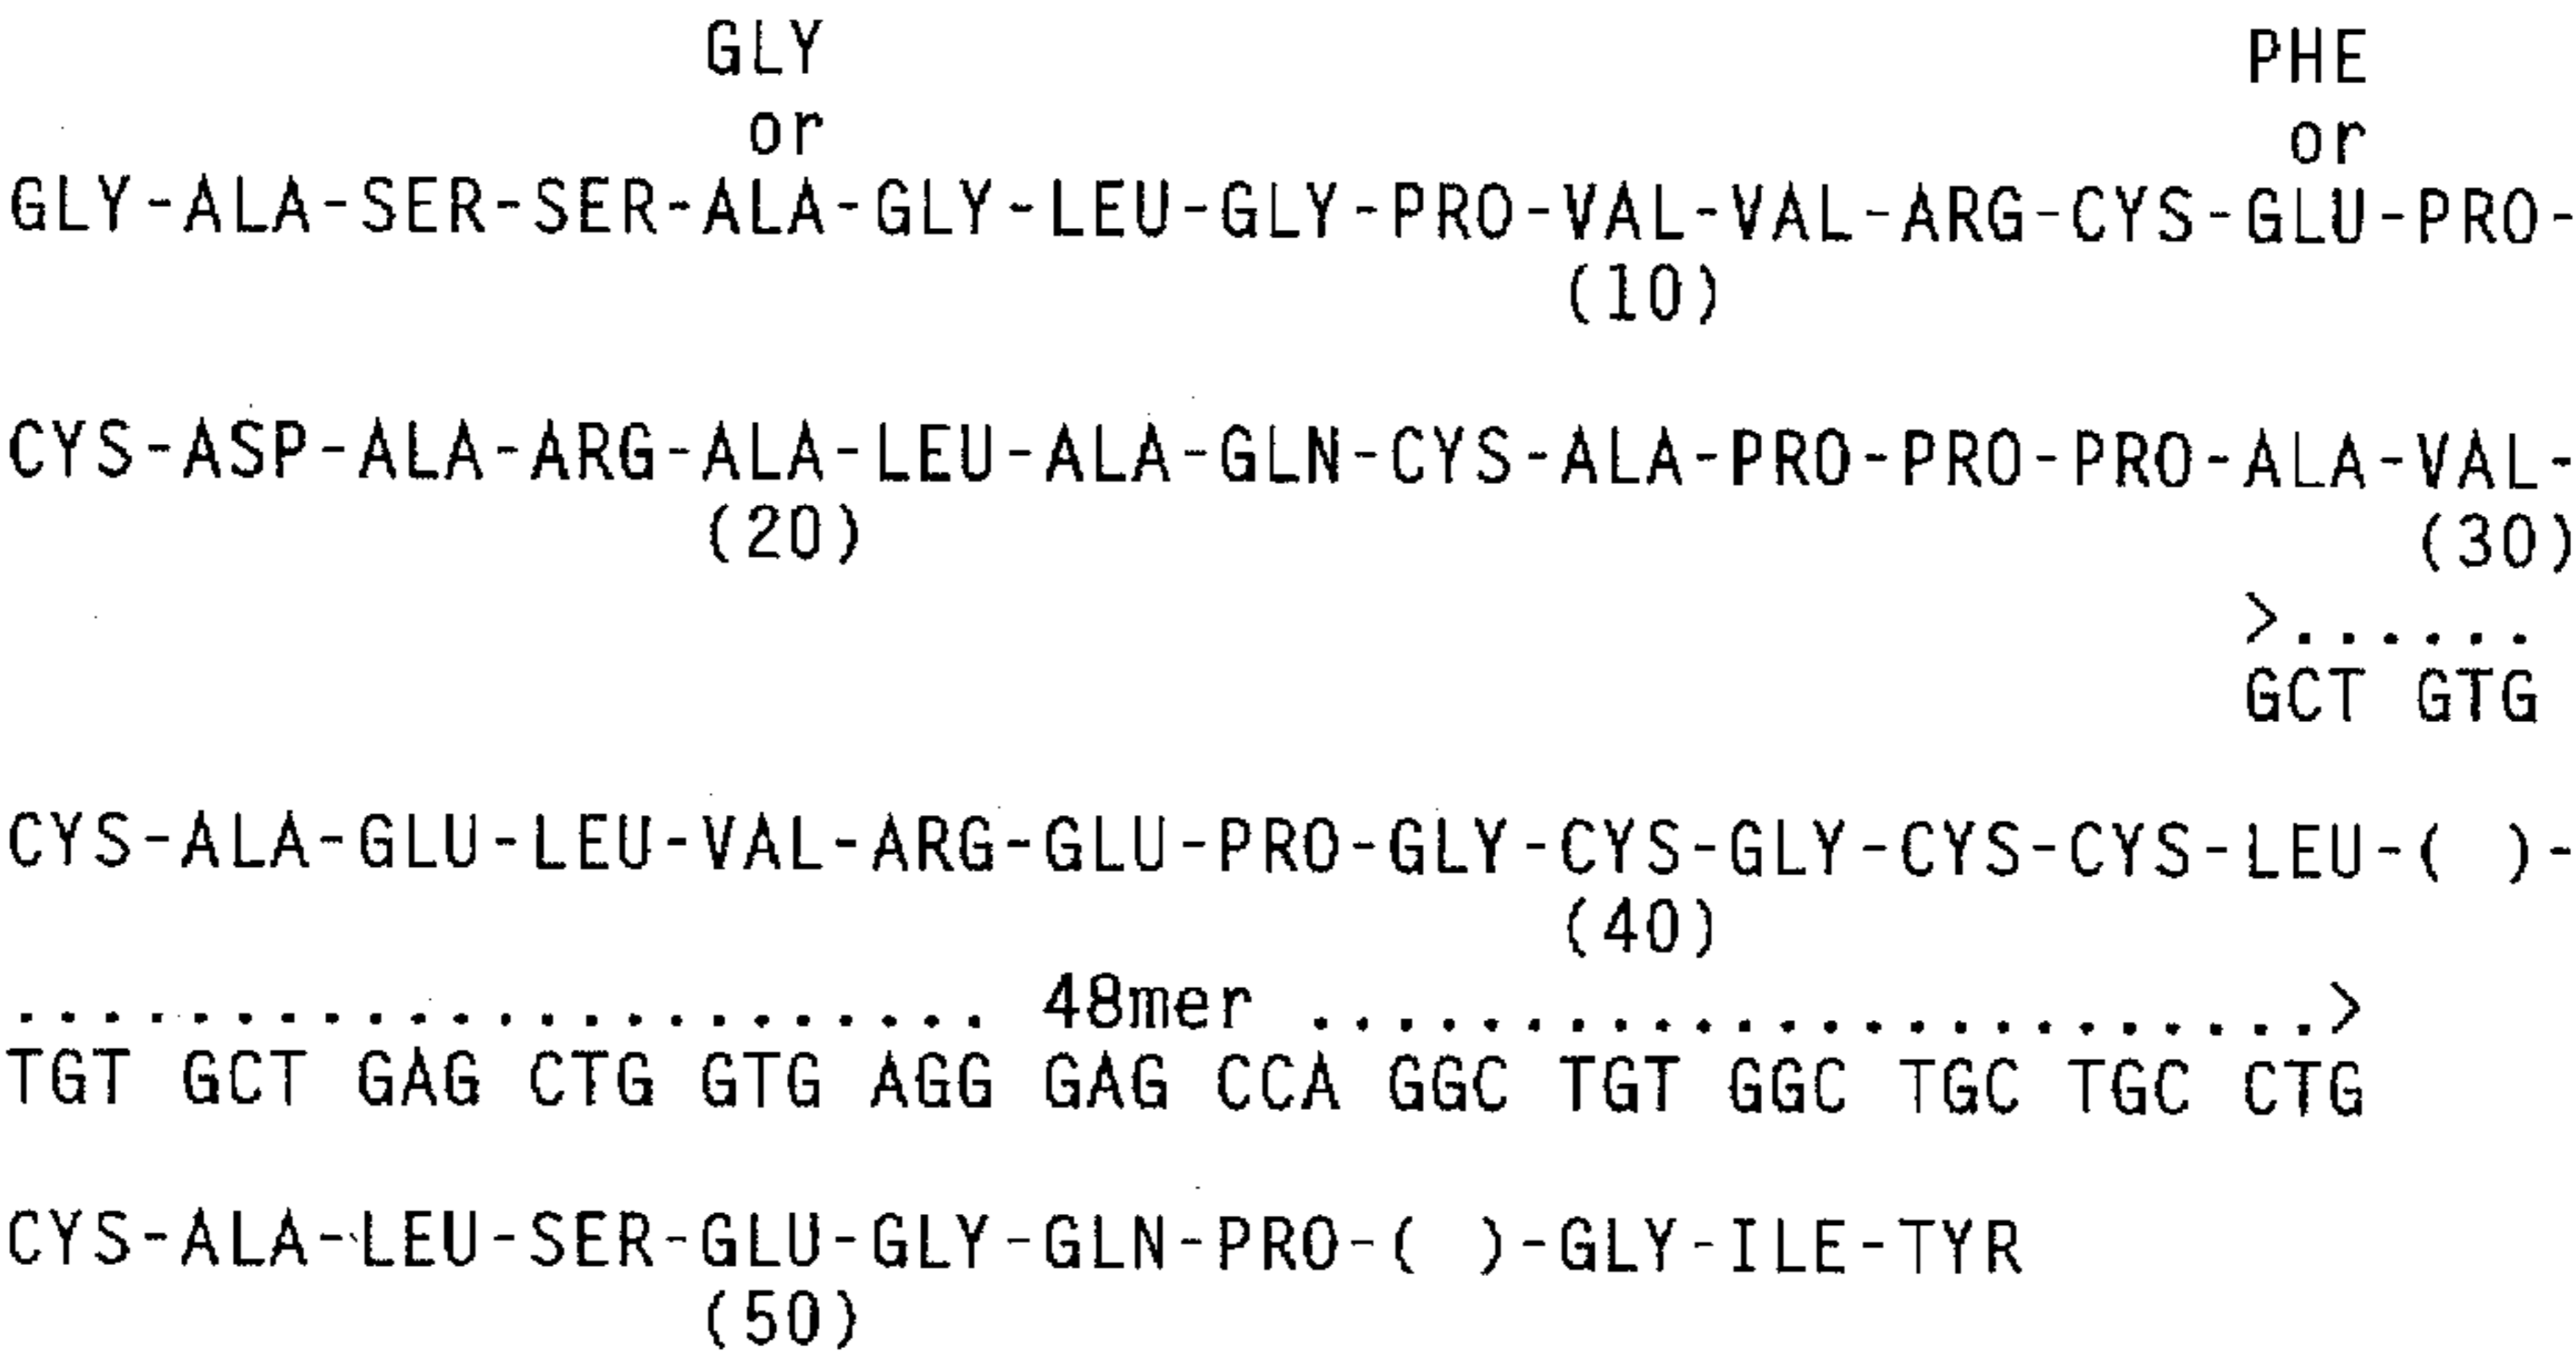 GLY PHE
or or
GLY-ALA-SER-SER-ALA-GLY-LEU-GLY-PRO-VAL-VAL-ARG-CYS-GLU-PRO-
(10)
CYS-ASP-ALA-ARG-ALA-LEU-ALA-GLN-CYS-ALA-PRO-PRO-PRO-ALA-VAL-
(20) (30)
>......
GCT GTG
CYS-ALA-GLU-LEU-VAL-ARG-GLU-PRO-GLY-CYS-GLY-CYS-CYS-LEU-( )-
(40)
....................... 48mer ........................>
TGT GCT GAG CTG GTG AGG GAG CCA GGC TGT GGC TGC TGC CTG
CYS-ALA-LEU-SER-GLU-GLY-GLN-PRO-( )-GLY-ILE-TYR
(50)